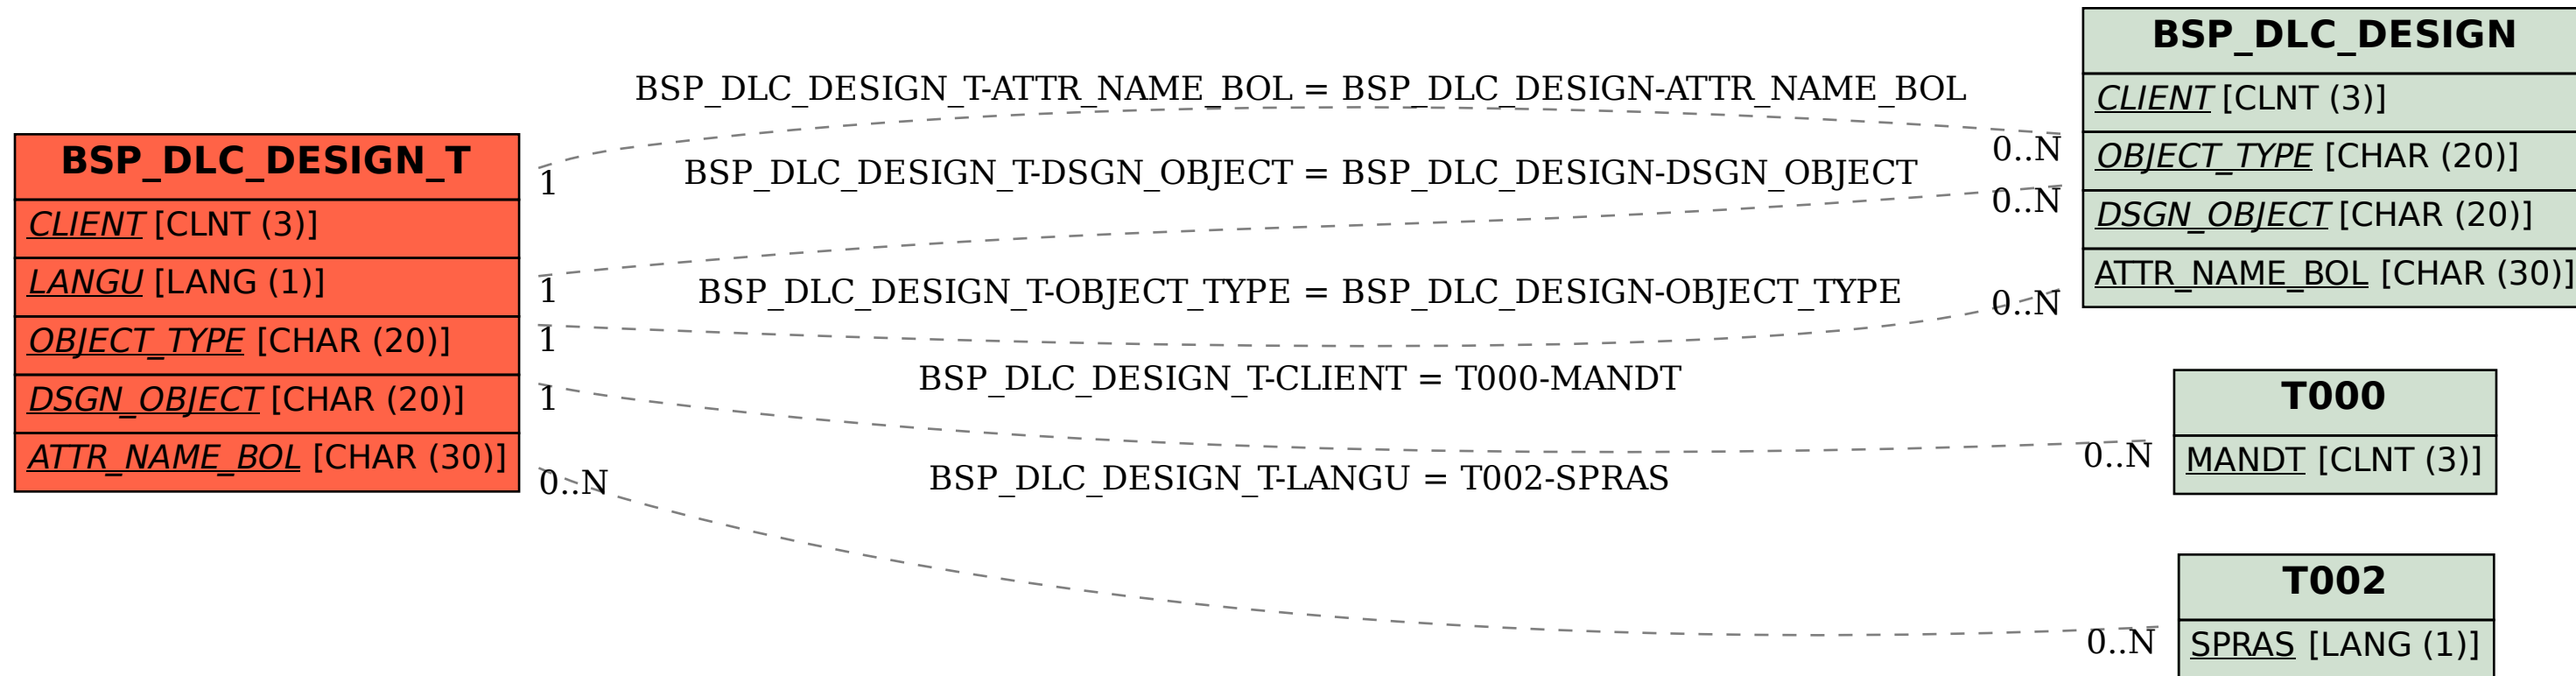 BSP_DLC_DESIGN_T
CLIENT [CLNT (3)]
LANGU [LANG (1)]
OBJECT_TYPE [CHAR (20)]
DSGN_OBJECT [CHAR (20)]
ATTR_NAME_BOL [CHAR (30)]
BSP_DLC_DESIGN_T-ATTR_NAME_BOL = BSP_DLC_DESIGN-ATTR_NAME_BOL
1
0..N
BSP_DLC_DESIGN_T-DSGN_OBJECT = BSP_DLC_DESIGN-DSGN_OBJECT
1
0..N
BSP_DLC_DESIGN_T-OBJECT_TYPE = BSP_DLC_DESIGN-OBJECT_TYPE
1
0..N
BSP_DLC_DESIGN_T-CLIENT = T000-MANDT
1
0..N
BSP_DLC_DESIGN_T-LANGU = T002-SPRAS
0..N
0..N
BSP_DLC_DESIGN
CLIENT [CLNT (3)]
OBJECT_TYPE [CHAR (20)]
DSGN_OBJECT [CHAR (20)]
ATTR_NAME_BOL [CHAR (30)]
T000
MANDT [CLNT (3)]
T002
SPRAS [LANG (1)]